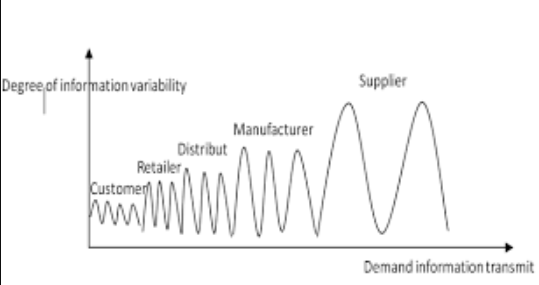 Supplier
Degree of information variability
Manufacturer
Distribut
Retailer
Customer
Demand information transmit